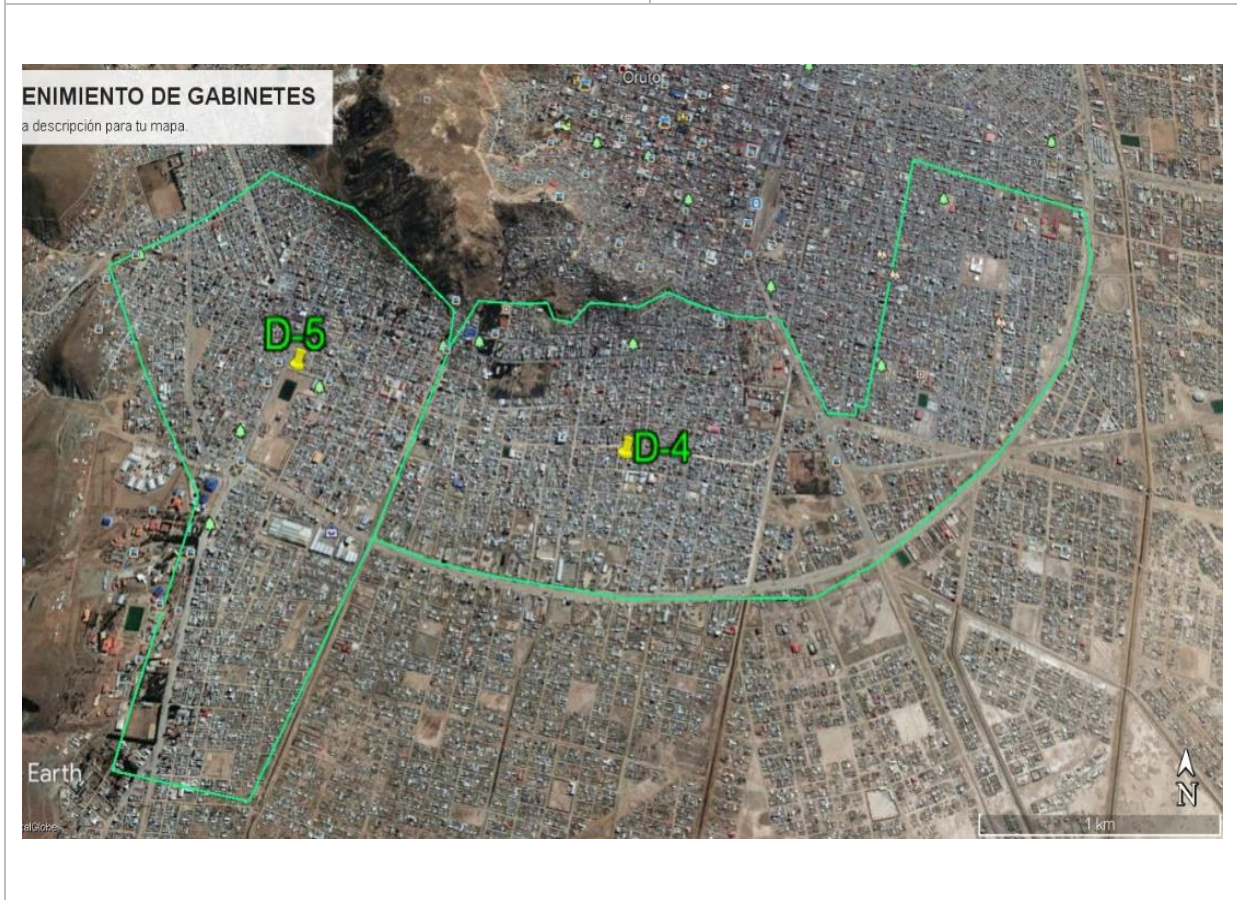 ENIMIENTO DE GABINETES
a descripción para tu mapa.
Oruro
D-5
D-4
Earth
N
1 km